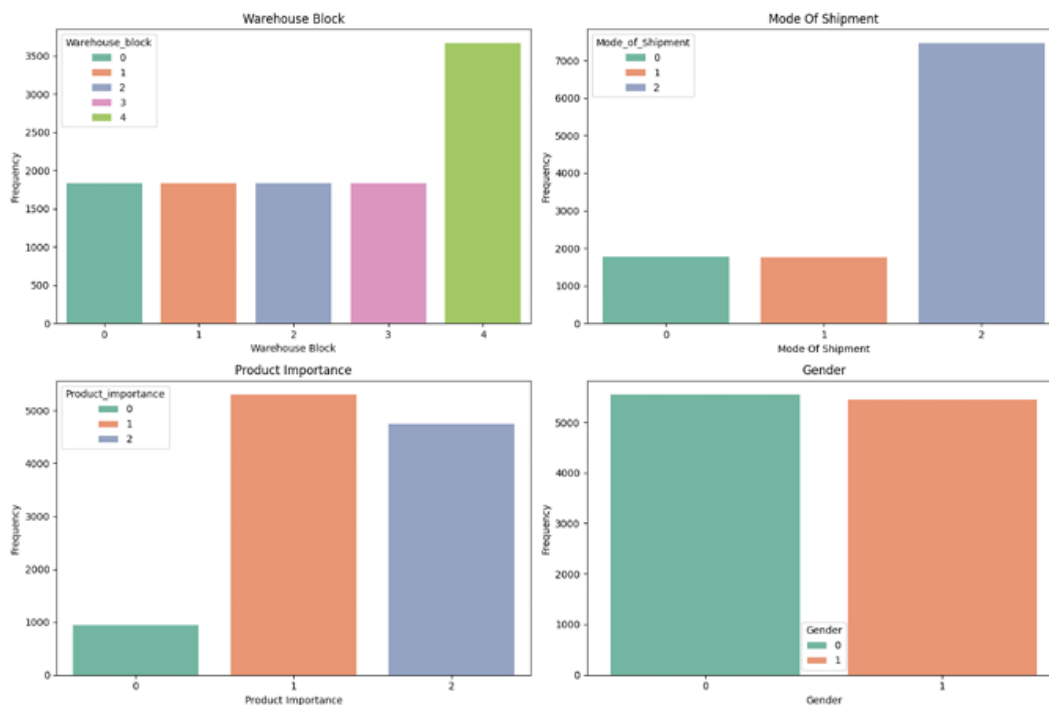 Warehouse Block
Warehouse_block
0
1
2
3
4
3500
3000
2500
2000
1500
1000
500
0
Frequency
0 1 2 3 4
Warehouse Block
Mode Of Shipment
Mode_of_Shipment
0
1
2
7000
6000
5000
4000
3000
2000
1000
0
Frequency
0 1 2
Mode Of Shipment
Product Importance
Product_importance
0
1
2
5000
4000
3000
2000
1000
0
Frequency
0 1 2
Product Importance
Gender
5000
4000
3000
2000
1000
0
Frequency
Gender
0
1
0 1
Gender